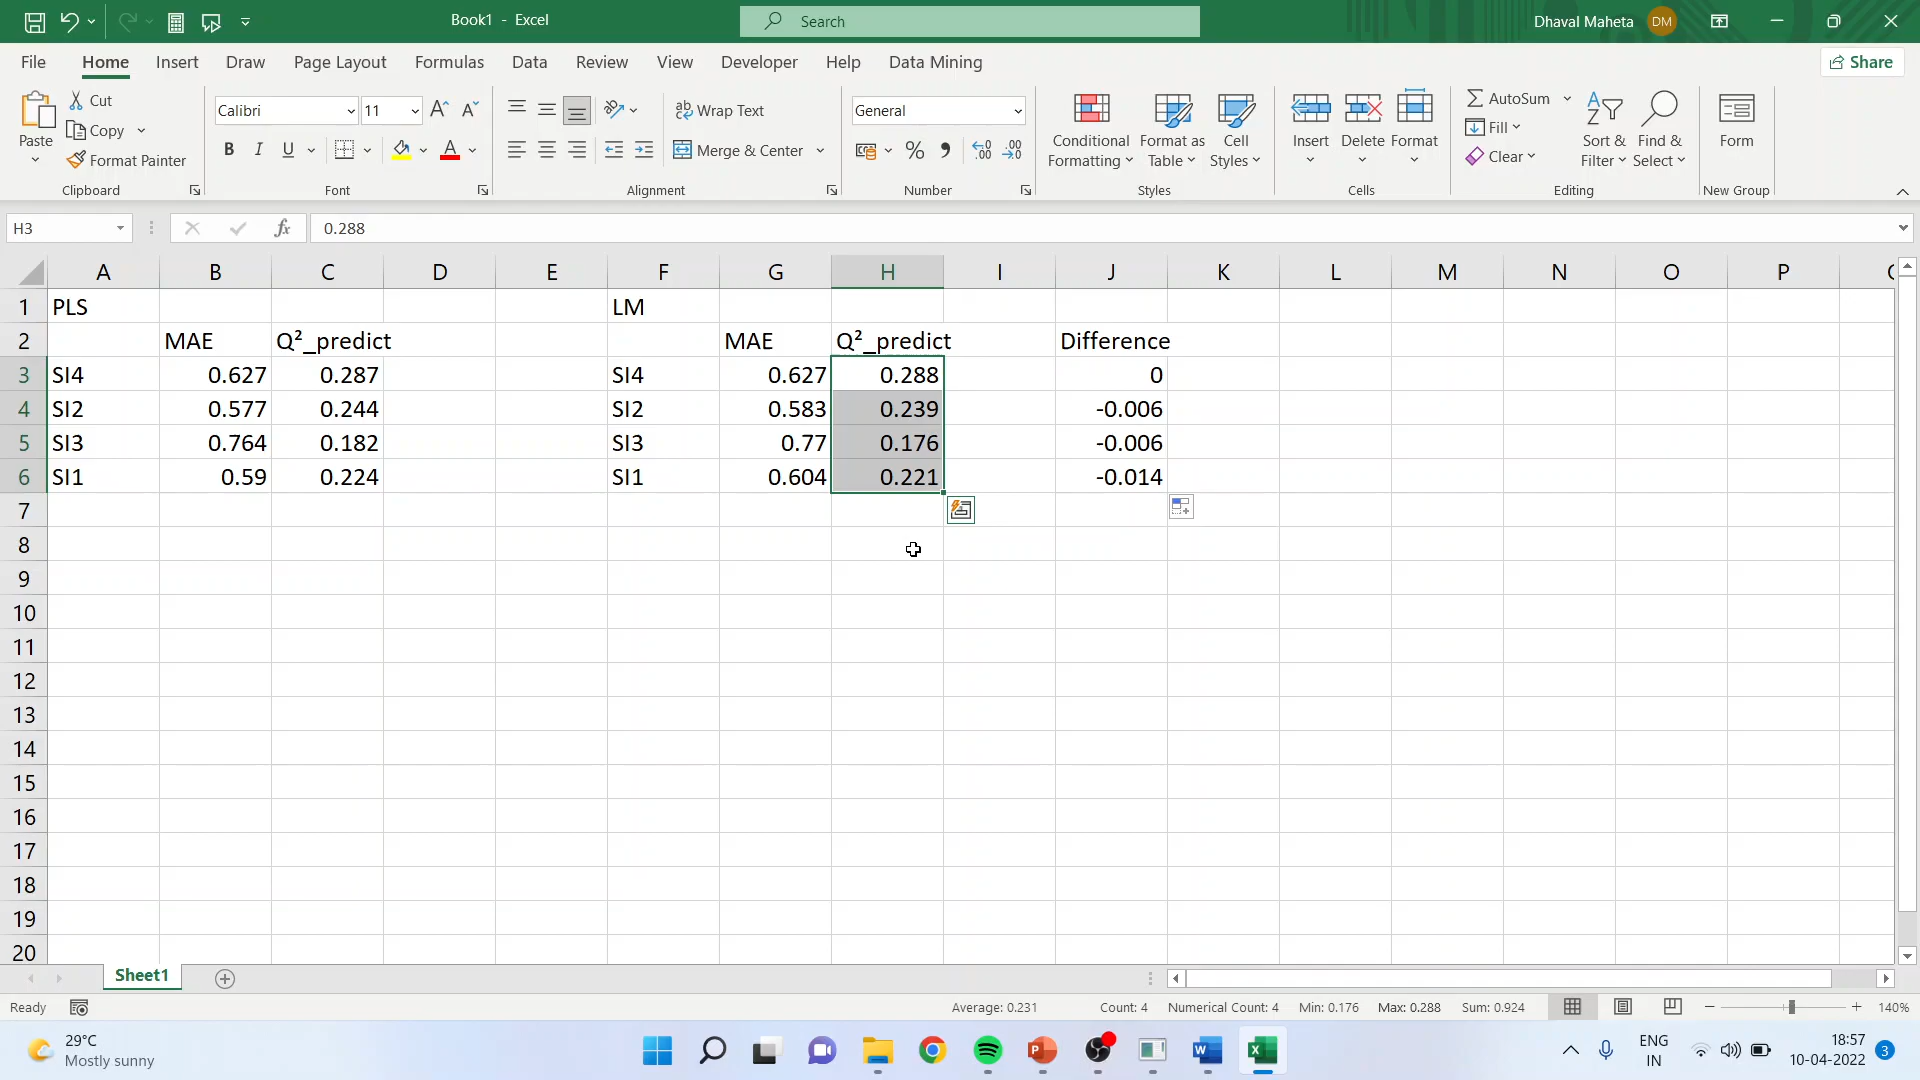 Book1 - Excel
Search
Dhaval Maheta DM
File Home Insert Draw Page Layout Formulas Data Review View Developer Help Data Mining Share
Paste
Cut
Copy
Format Painter
Clipboard
Calibri 11
B I U
Font
Wrap Text
Merge & Center
Alignment
General
Number
Conditional Formatting
Format as Table
Cell Styles
Styles
Insert Delete Format
Cells
AutoSum
Fill
Clear
Sort & Filter
Find & Select
Editing
Form
New Group
H3 fx 0.288
A B C D E F G H I J K L M N O P
1 PLS LM
2 MAE Q²_predict MAE Q²_predict Difference
3 SI4 0.627 0.287 SI4 0.627 0.288 0
4 SI2 0.577 0.244 SI2 0.583 0.239 -0.006
5 SI3 0.764 0.182 SI3 0.77 0.176 -0.006
6 SI1 0.59 0.224 SI1 0.604 0.221 -0.014
7
8
9
10
11
12
13
14
15
16
17
18
19
20
Sheet1
Ready Average: 0.231 Count: 4 Numerical Count: 4 Min: 0.176 Max: 0.288 Sum: 0.924 140%
29°C
Mostly sunny
ENG
IN
18:57
10-04-2022
3